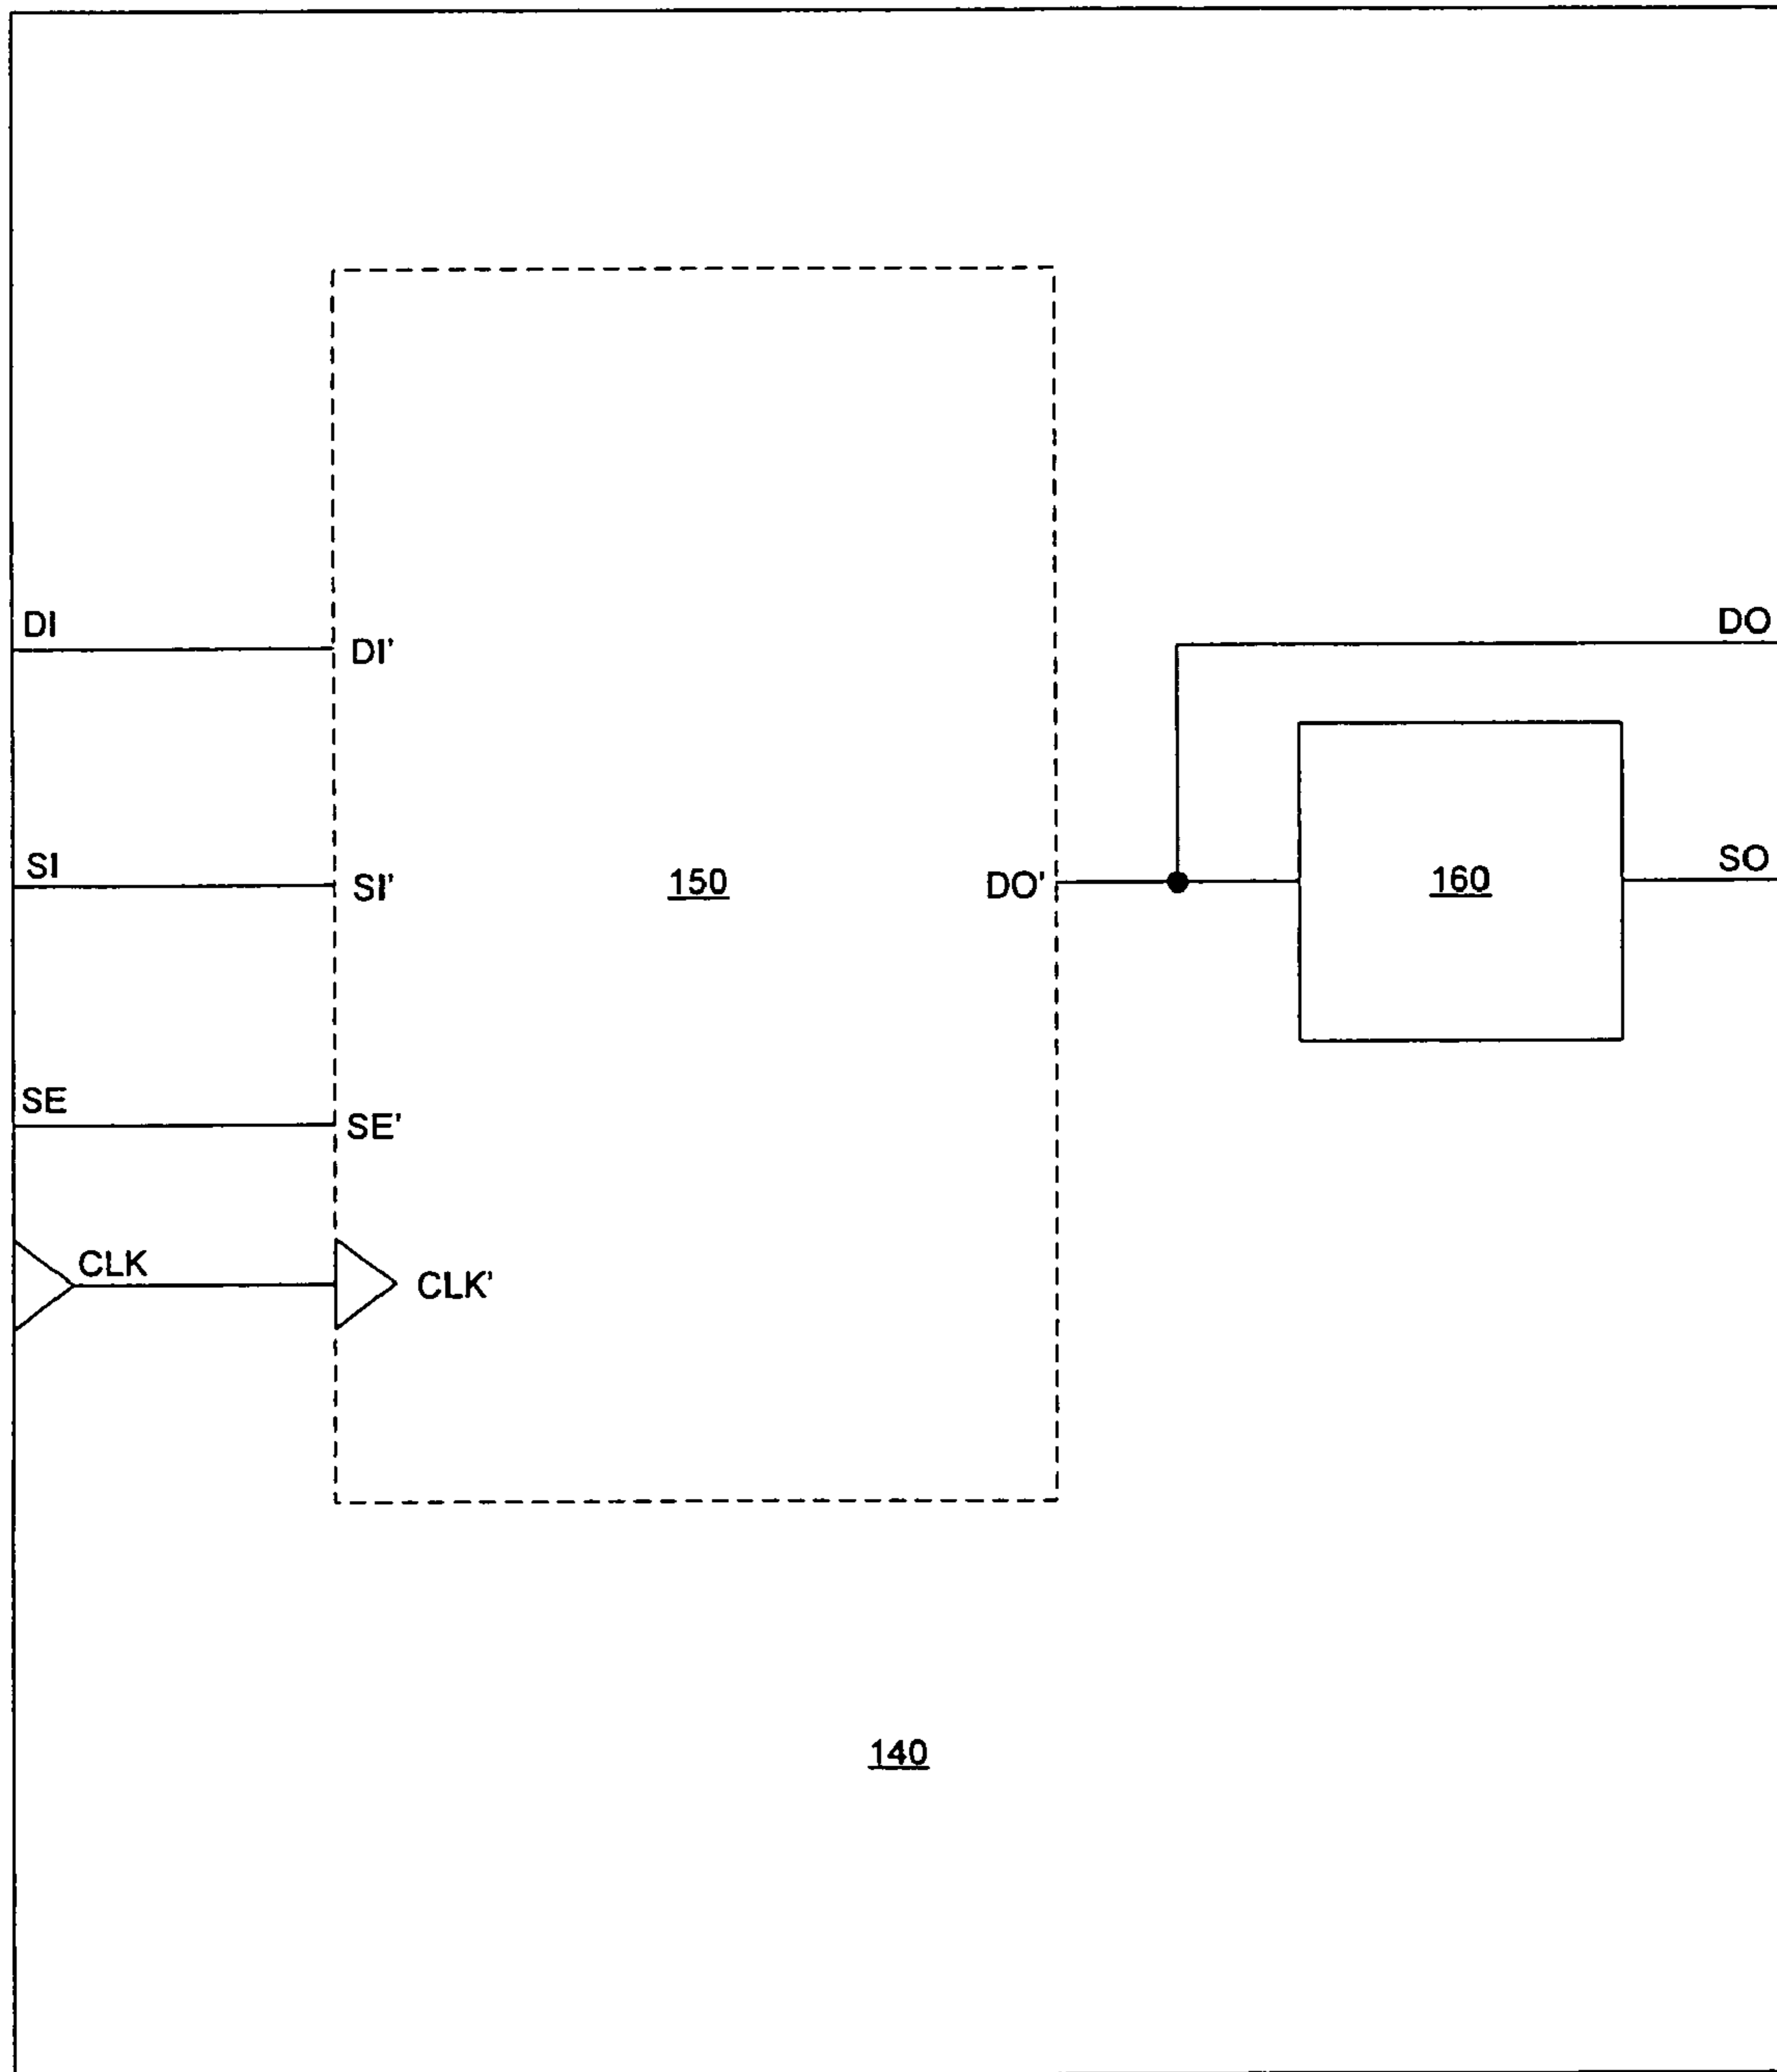 DI
DI'
DO
SI
SI'
150
DO'
160
SO
SE
SE'
CLK
CLK'
140